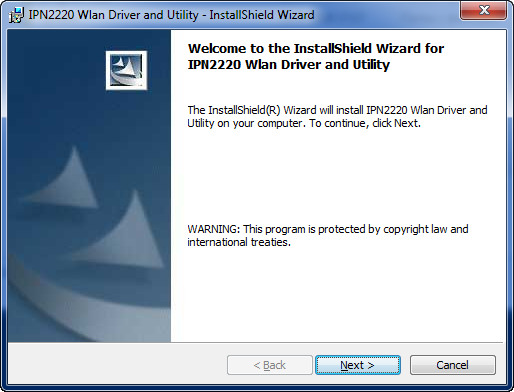 IPN2220 Wlan Driver and Utility - InstallShield Wizard
Welcome to the InstallShield Wizard for
IPN2220 Wlan Driver and Utility
The InstallShield(R) Wizard will install IPN2220 Wlan Driver and
Utility on your computer. To continue, click Next.
WARNING: This program is protected by copyright law and
international treaties.
< Back
Next >
Cancel